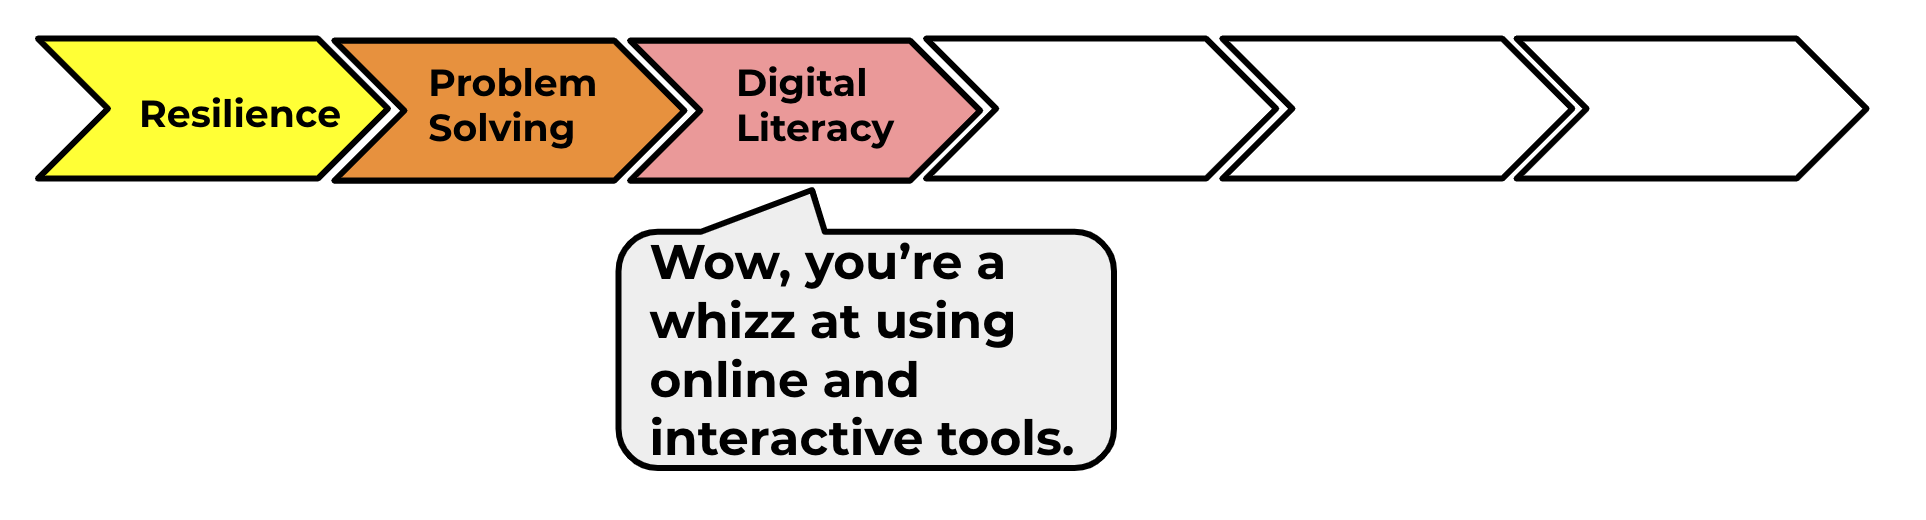 Resilience
Problem
Solving
Digital
Literacy
Wow, you’re a
whizz at using
online and
interactive tools.